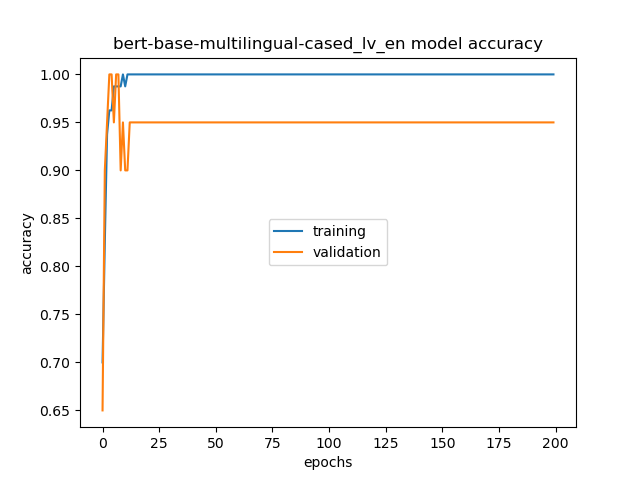 bert-base-multilingual-cased_lv_en model accuracy
1.00
0.95
0.90
0.85
0.80
0.75
0.70
0.65
accuracy
training
validation
0 25 50 75 100 125 150 175 200
epochs